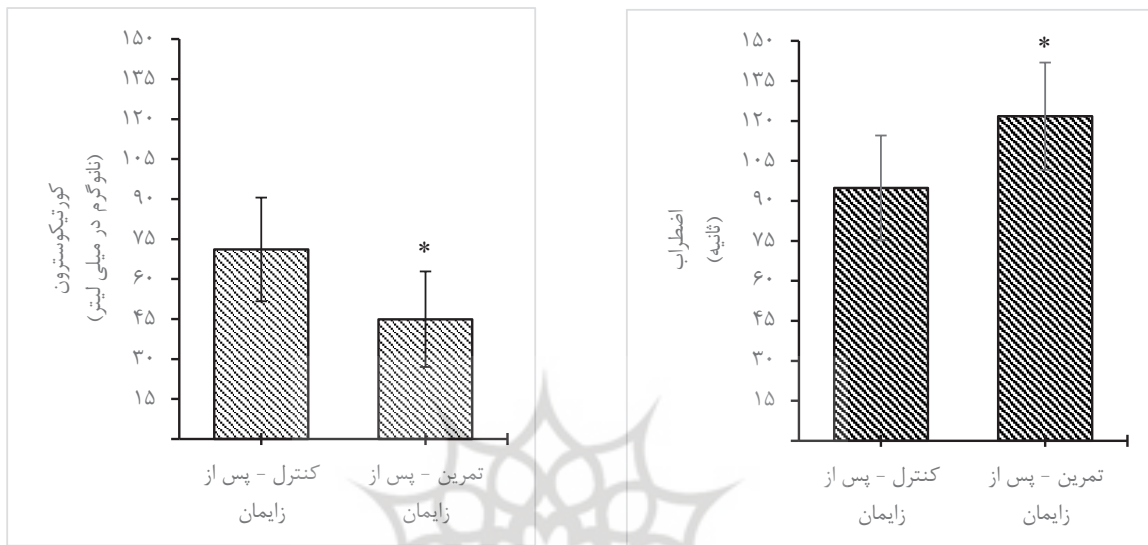 ۱۵۰
۱۳۵
۱۲۰
۱۰۵
۹۰
۷۵
۶۰
۴۵
۳۰
۱۵
کورتیکوسترون
(نانوگرم در میلی لیتر)
*
کنترل - پس از
زایمان
تمرین - پس از
زایمان
۱۵۰
۱۳۵
۱۲۰
۱۰۵
۹۰
۷۵
۶۰
۴۵
۳۰
۱۵
اضطراب
(ثانیه)
*
کنترل - پس از
زایمان
تمرین - پس از
زایمان